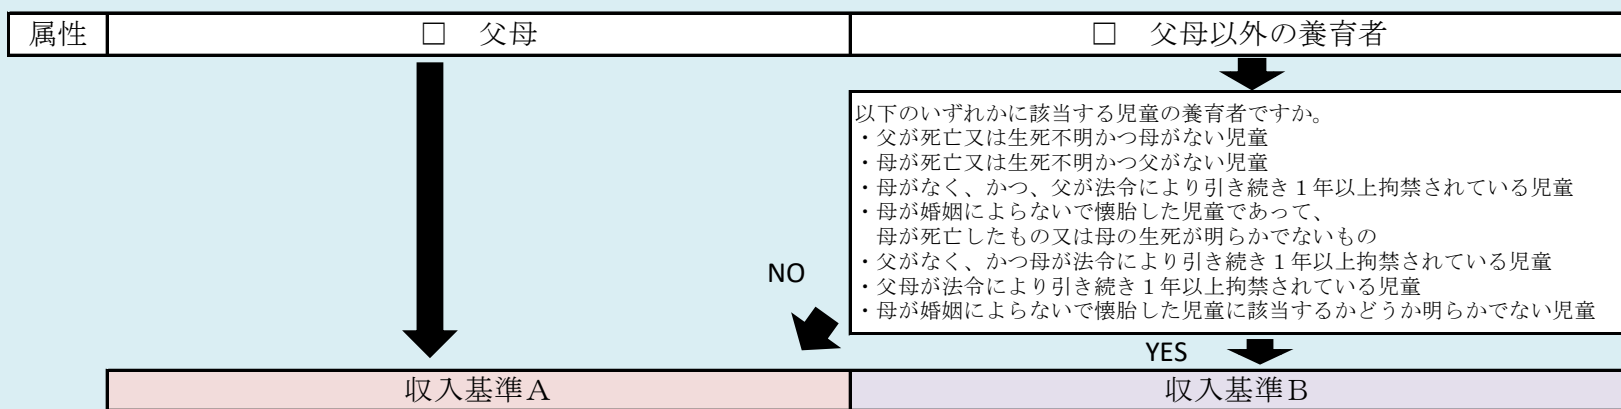 属性
□ 父母
□ 父母以外の養育者
以下のいずれかに該当する児童の養育者ですか。
・父が死亡又は生死不明かつ母がない児童
・母が死亡又は生死不明かつ父がない児童
・母がなく、かつ、父が法令により引き続き１年以上拘禁されている児童
・母が婚姻によらないで懐胎した児童であって、
母が死亡したもの又は母の生死が明らかでないもの
・父がなく、かつ母が法令により引き続き１年以上拘禁されている児童
・父母が法令により引き続き１年以上拘禁されている児童
・母が婚姻によらないで懐胎した児童に該当するかどうか明らかでない児童
NO
YES
収入基準Ａ
収入基準Ｂ